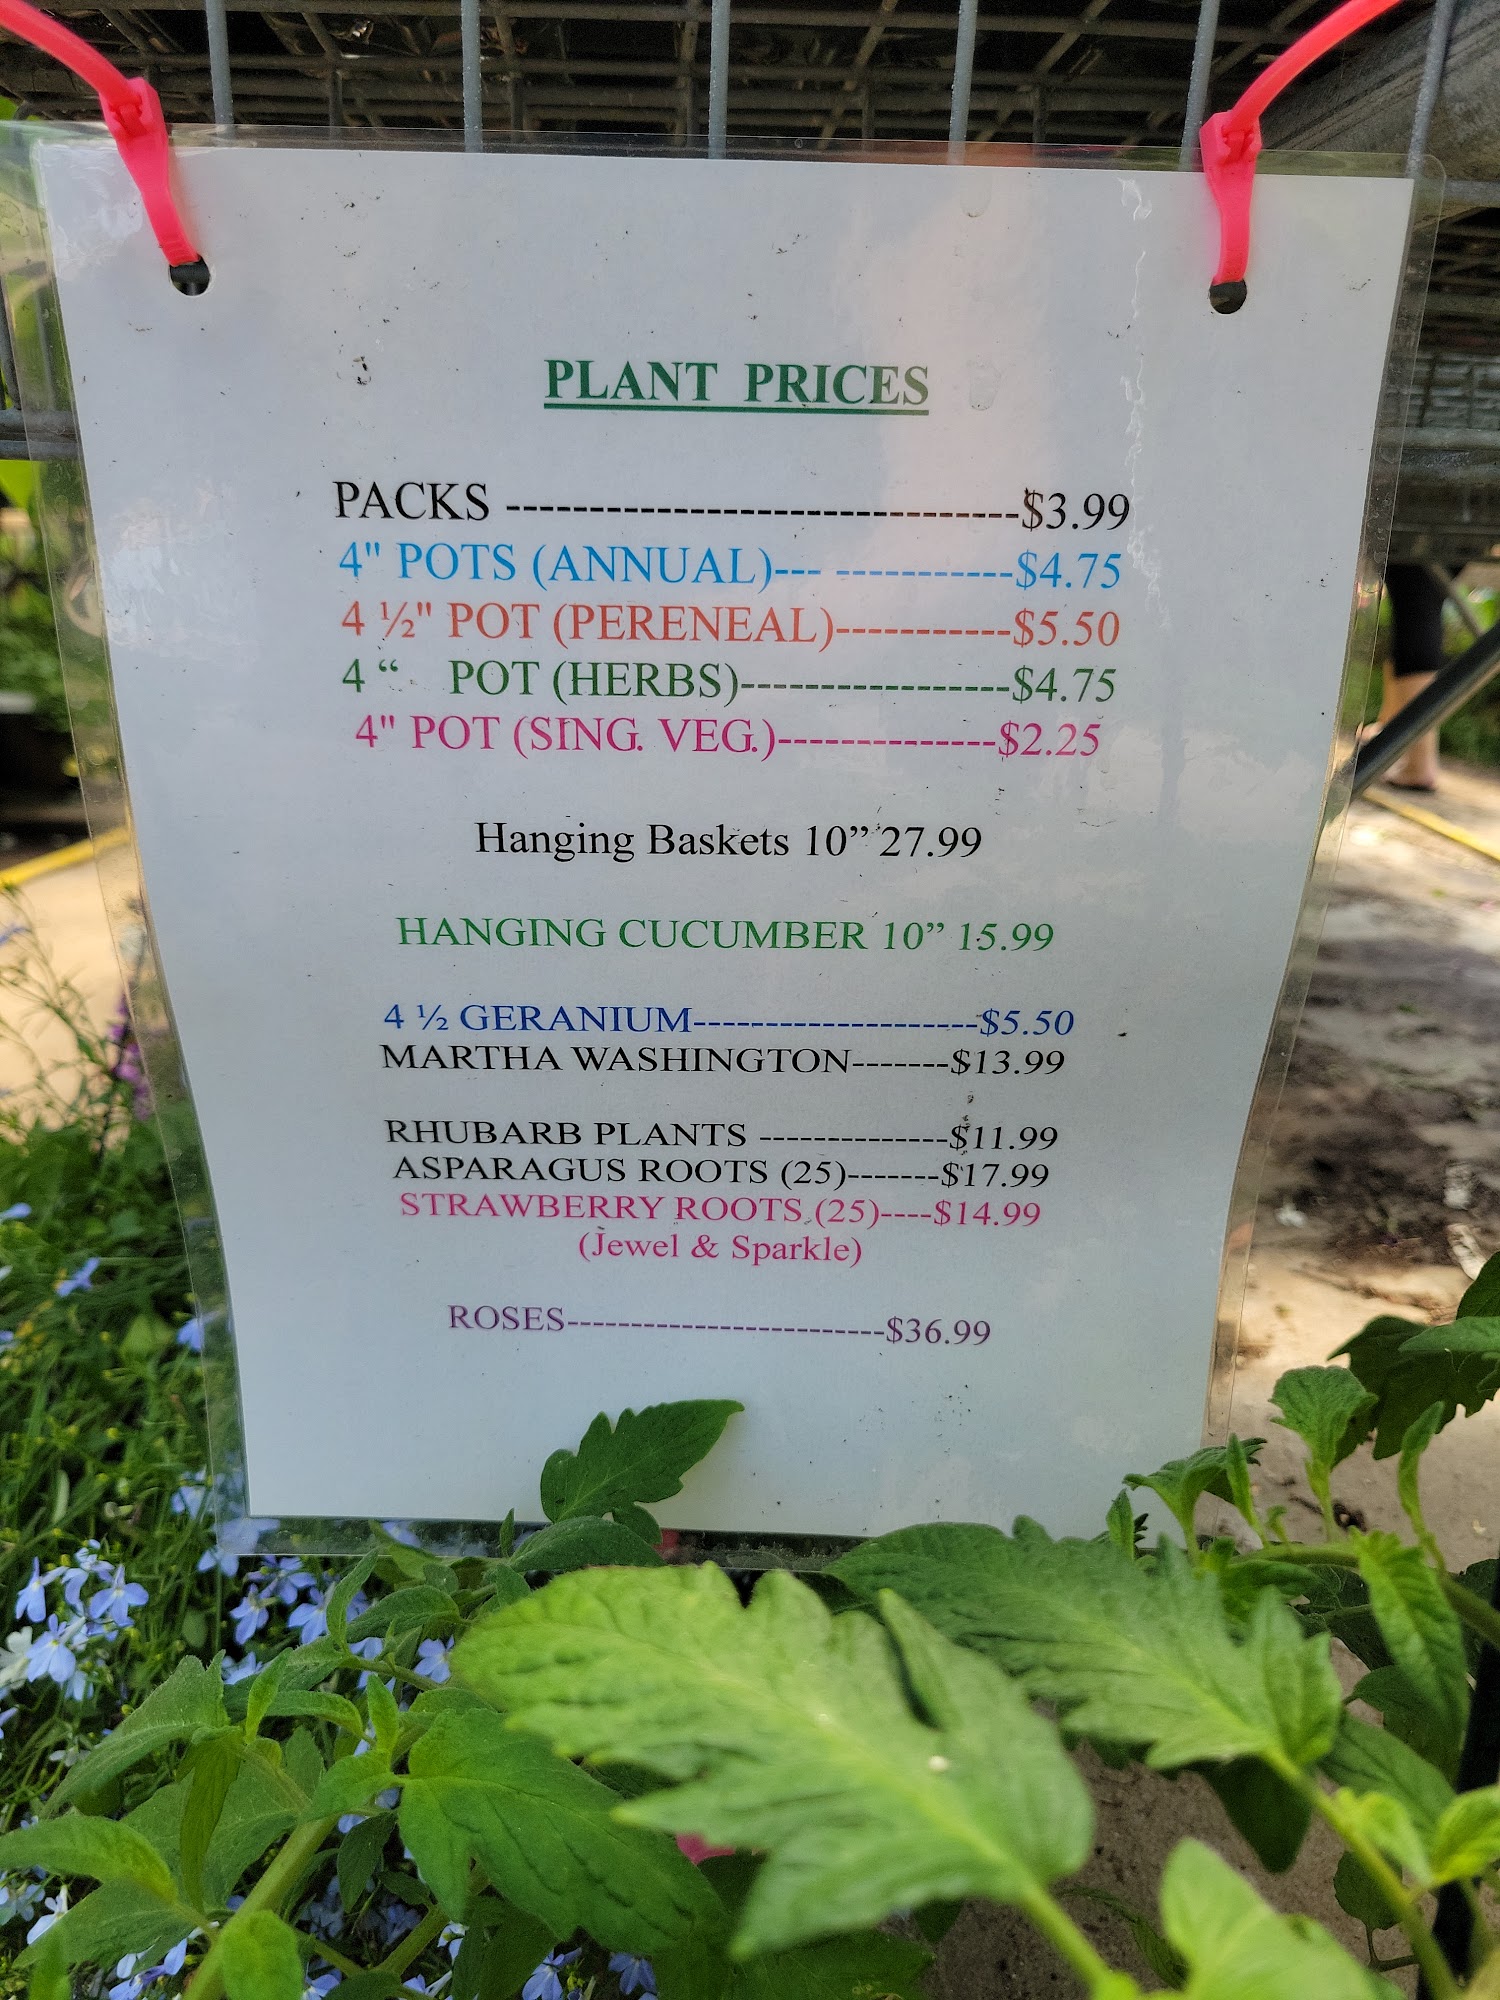 PLANT PRICES
PACKS ------------------------------$3.99
4" POTS (ANNUAL)--- -----------$4.75
4 ½" POT (PERENEAL)-----------$5.50
4 “ POT (HERBS)-----------------$4.75
4" POT (SING. VEG.)--------------$2.25
Hanging Baskets 10” 27.99
HANGING CUCUMBER 10” 15.99
4 ½ GERANIUM--------------------$5.50
MARTHA WASHINGTON-------$13.99
RHUBARB PLANTS --------------$11.99
ASPARAGUS ROOTS (25)-------$17.99
STRAWBERRY ROOTS (25)----$14.99
(Jewel & Sparkle)
ROSES-------------------------$36.99